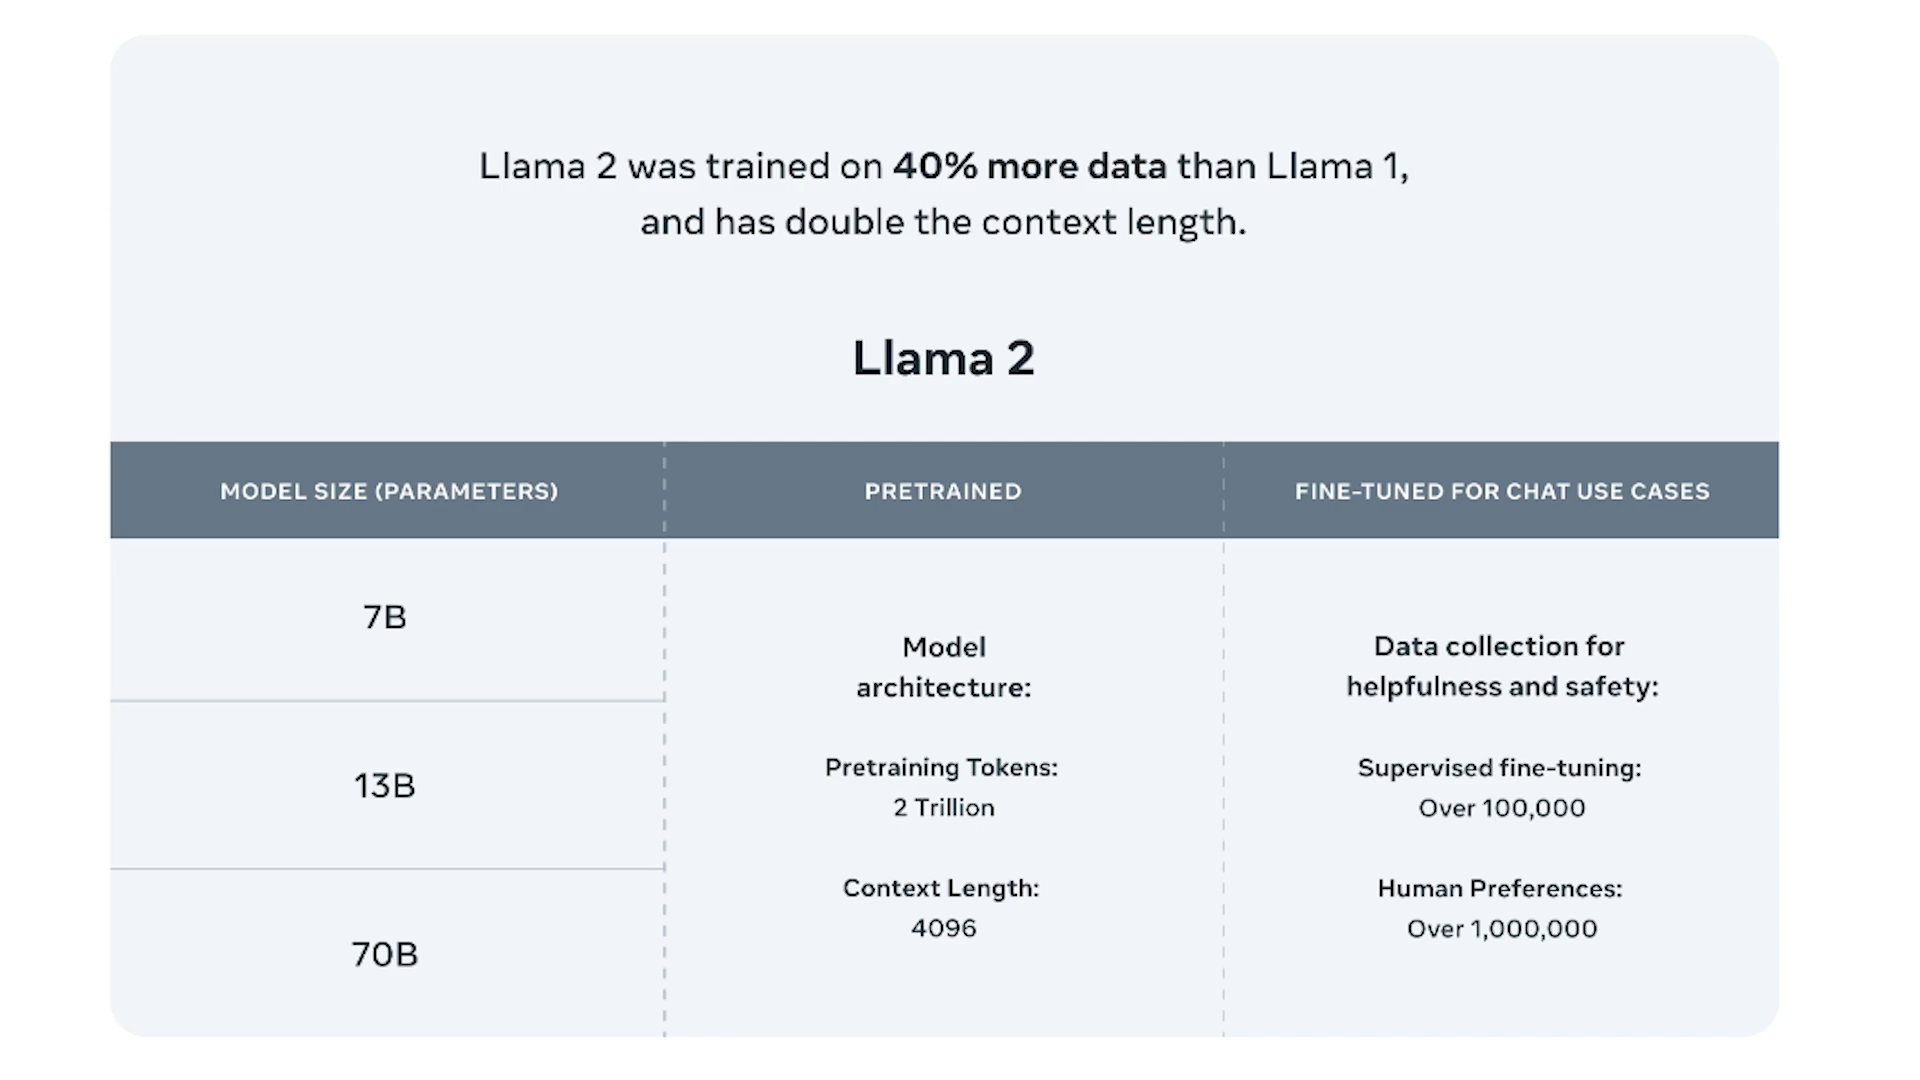 Llama 2 was trained on 40% more data than Llama 1,
and has double the context length.
Llama 2
MODEL SIZE (PARAMETERS)
PRETRAINED
FINE-TUNED FOR CHAT USE CASES
7B
13B
70B
Model
architecture:
Pretraining Tokens:
2 Trillion
Context Length:
4096
Data collection for
helpfulness and safety:
Supervised fine-tuning:
Over 100,000
Human Preferences:
Over 1,000,000